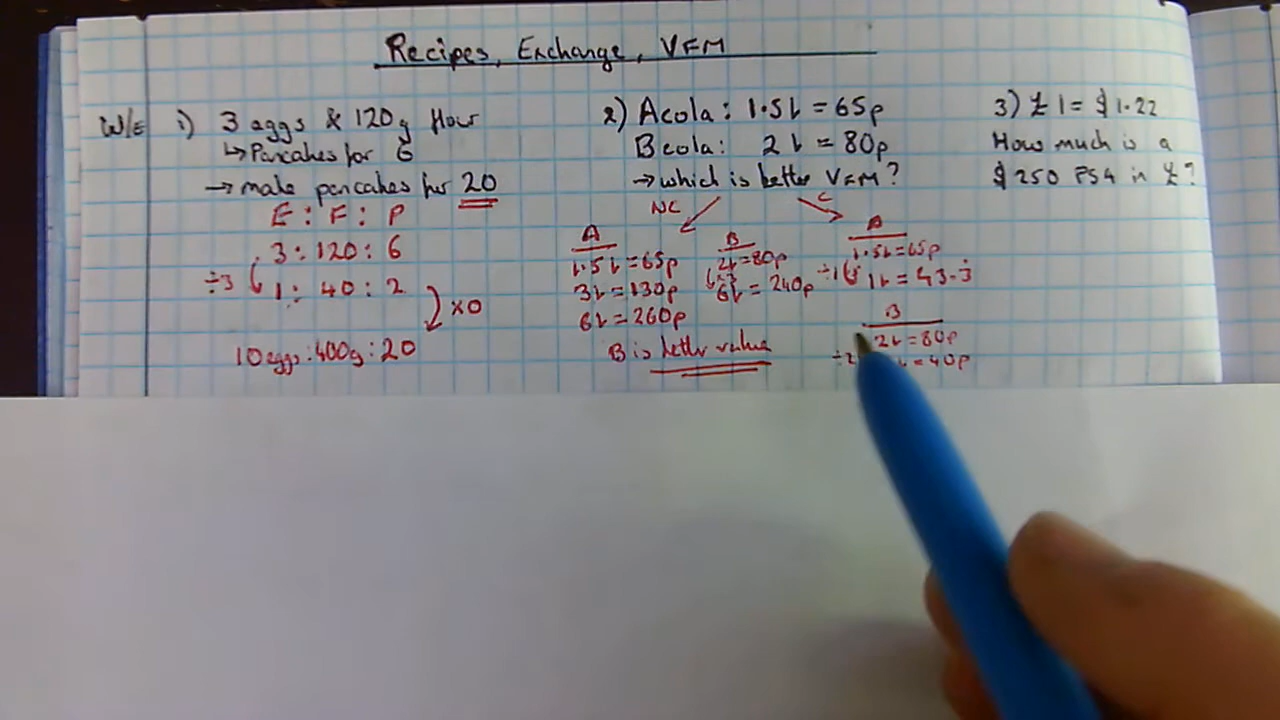 Recipes, Exchange, VFM
W/E 1) 3 eggs & 120g flour
↳ Pancakes for 6
→ make pancakes for 20
E : F : P
3 : 120 : 6
÷3
1 : 40 : 2
×10
10 eggs : 400g : 20
2) A cola : 1.5l = 65p
B cola : 2l = 80p
→ which is better VFM?
NC
C
A
1.5l = 65p
3l = 130p
6l = 260p
B
2l = 80p
×3
6l = 240p
B is better value
A
1.5l = 65p
1l = 43.3̇
B
2l = 80p
= 40p
3) £1 = $1.22
How much is a
$250 PS4 in £?